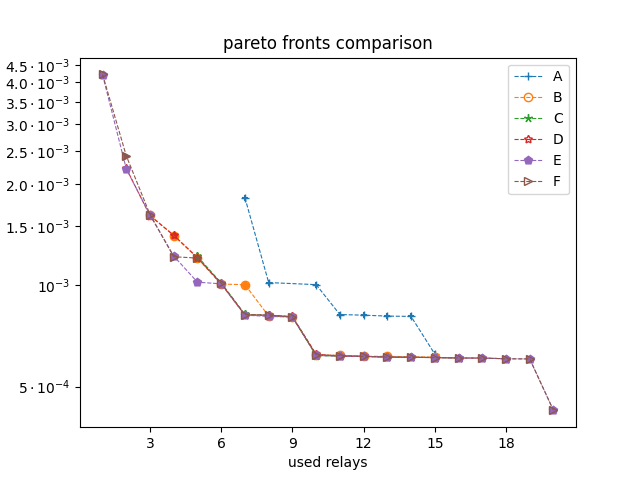 pareto fronts comparison
4.5 · 10⁻³
4.0 · 10⁻³
3.5 · 10⁻³
3.0 · 10⁻³
2.5 · 10⁻³
2.0 · 10⁻³
1.5 · 10⁻³
10⁻³
5 · 10⁻⁴
A
B
C
D
E
F
3 6 9 12 15 18
used relays